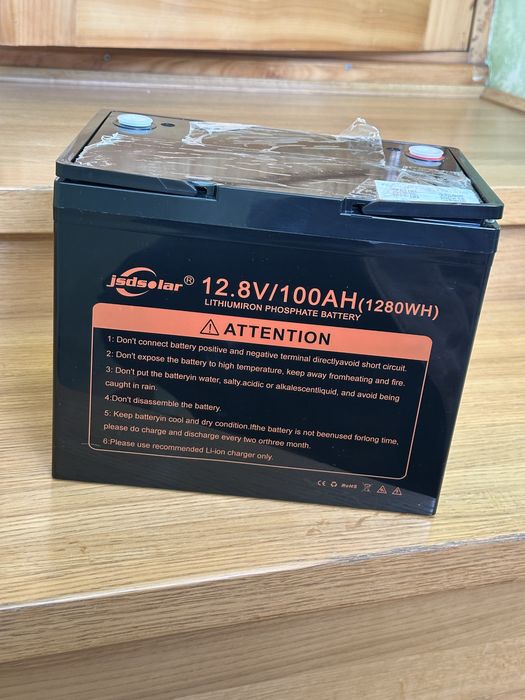 jsdsolar® 12.8V/100AH(1280WH)
LITHIUMIRON PHOSPHATE BATTERY
ATTENTION
1: Don't connect battery positive and negative terminal directlyavoid short circuit.
2: Don't expose the battery to high temperature, keep away fromheating and fire.
3: Don't put the batteryin water, salty.acidic or alkalescentliquid, and avoid being
caught in rain.
4:Don't disassemble the battery.
5: Keep batteryin cool and dry condition.Ifthe battery is not beenused forlong time,
please do charge and discharge every two orthree month.
6:Please use recommended Li-ion charger only.
CE RoHS